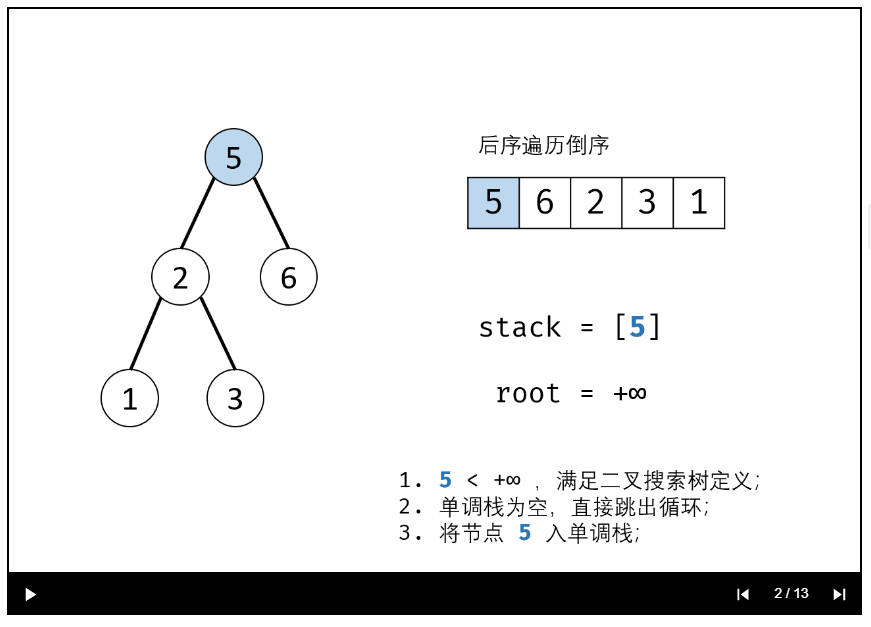 5
2
6
1
3
后序遍历倒序
5 6 2 3 1
stack = [5]
root = +∞
1. 5 < +∞ ，满足二叉搜索树定义；
2. 单调栈为空，直接跳出循环；
3. 将节点 5 入单调栈；
2 / 13